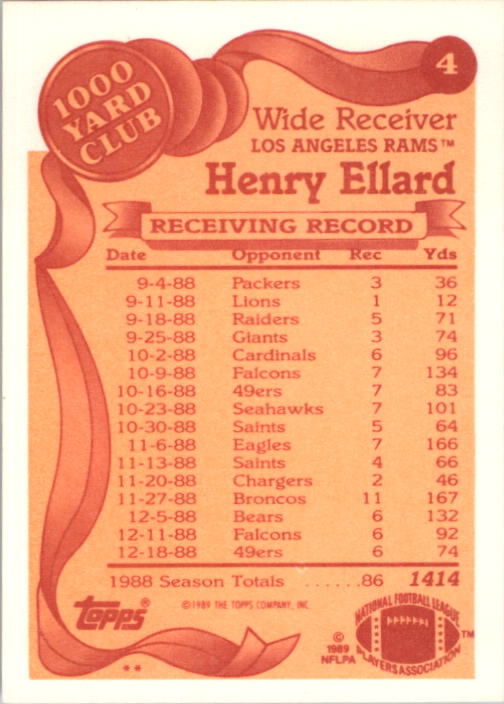 4
1000
YARD
CLUB
Wide Receiver
LOS ANGELES RAMS™
Henry Ellard
RECEIVING RECORD
Date Opponent Rec Yds
9-4-88 Packers 3 36
9-11-88 Lions 1 12
9-18-88 Raiders 5 71
9-25-88 Giants 3 74
10-2-88 Cardinals 6 96
10-9-88 Falcons 7 134
10-16-88 49ers 7 83
10-23-88 Seahawks 7 101
10-30-88 Saints 5 64
11-6-88 Eagles 7 166
11-13-88 Saints 4 66
11-20-88 Chargers 2 46
11-27-88 Broncos 11 167
12-5-88 Bears 6 132
12-11-88 Falcons 6 92
12-18-88 49ers 6 74
1988 Season Totals ......86 1414
TOPPS®
©1989 THE TOPPS COMPANY, INC.
NATIONAL FOOTBALL LEAGUE
PLAYERS ASSOCIATION™
©
1989
NFLPA
**